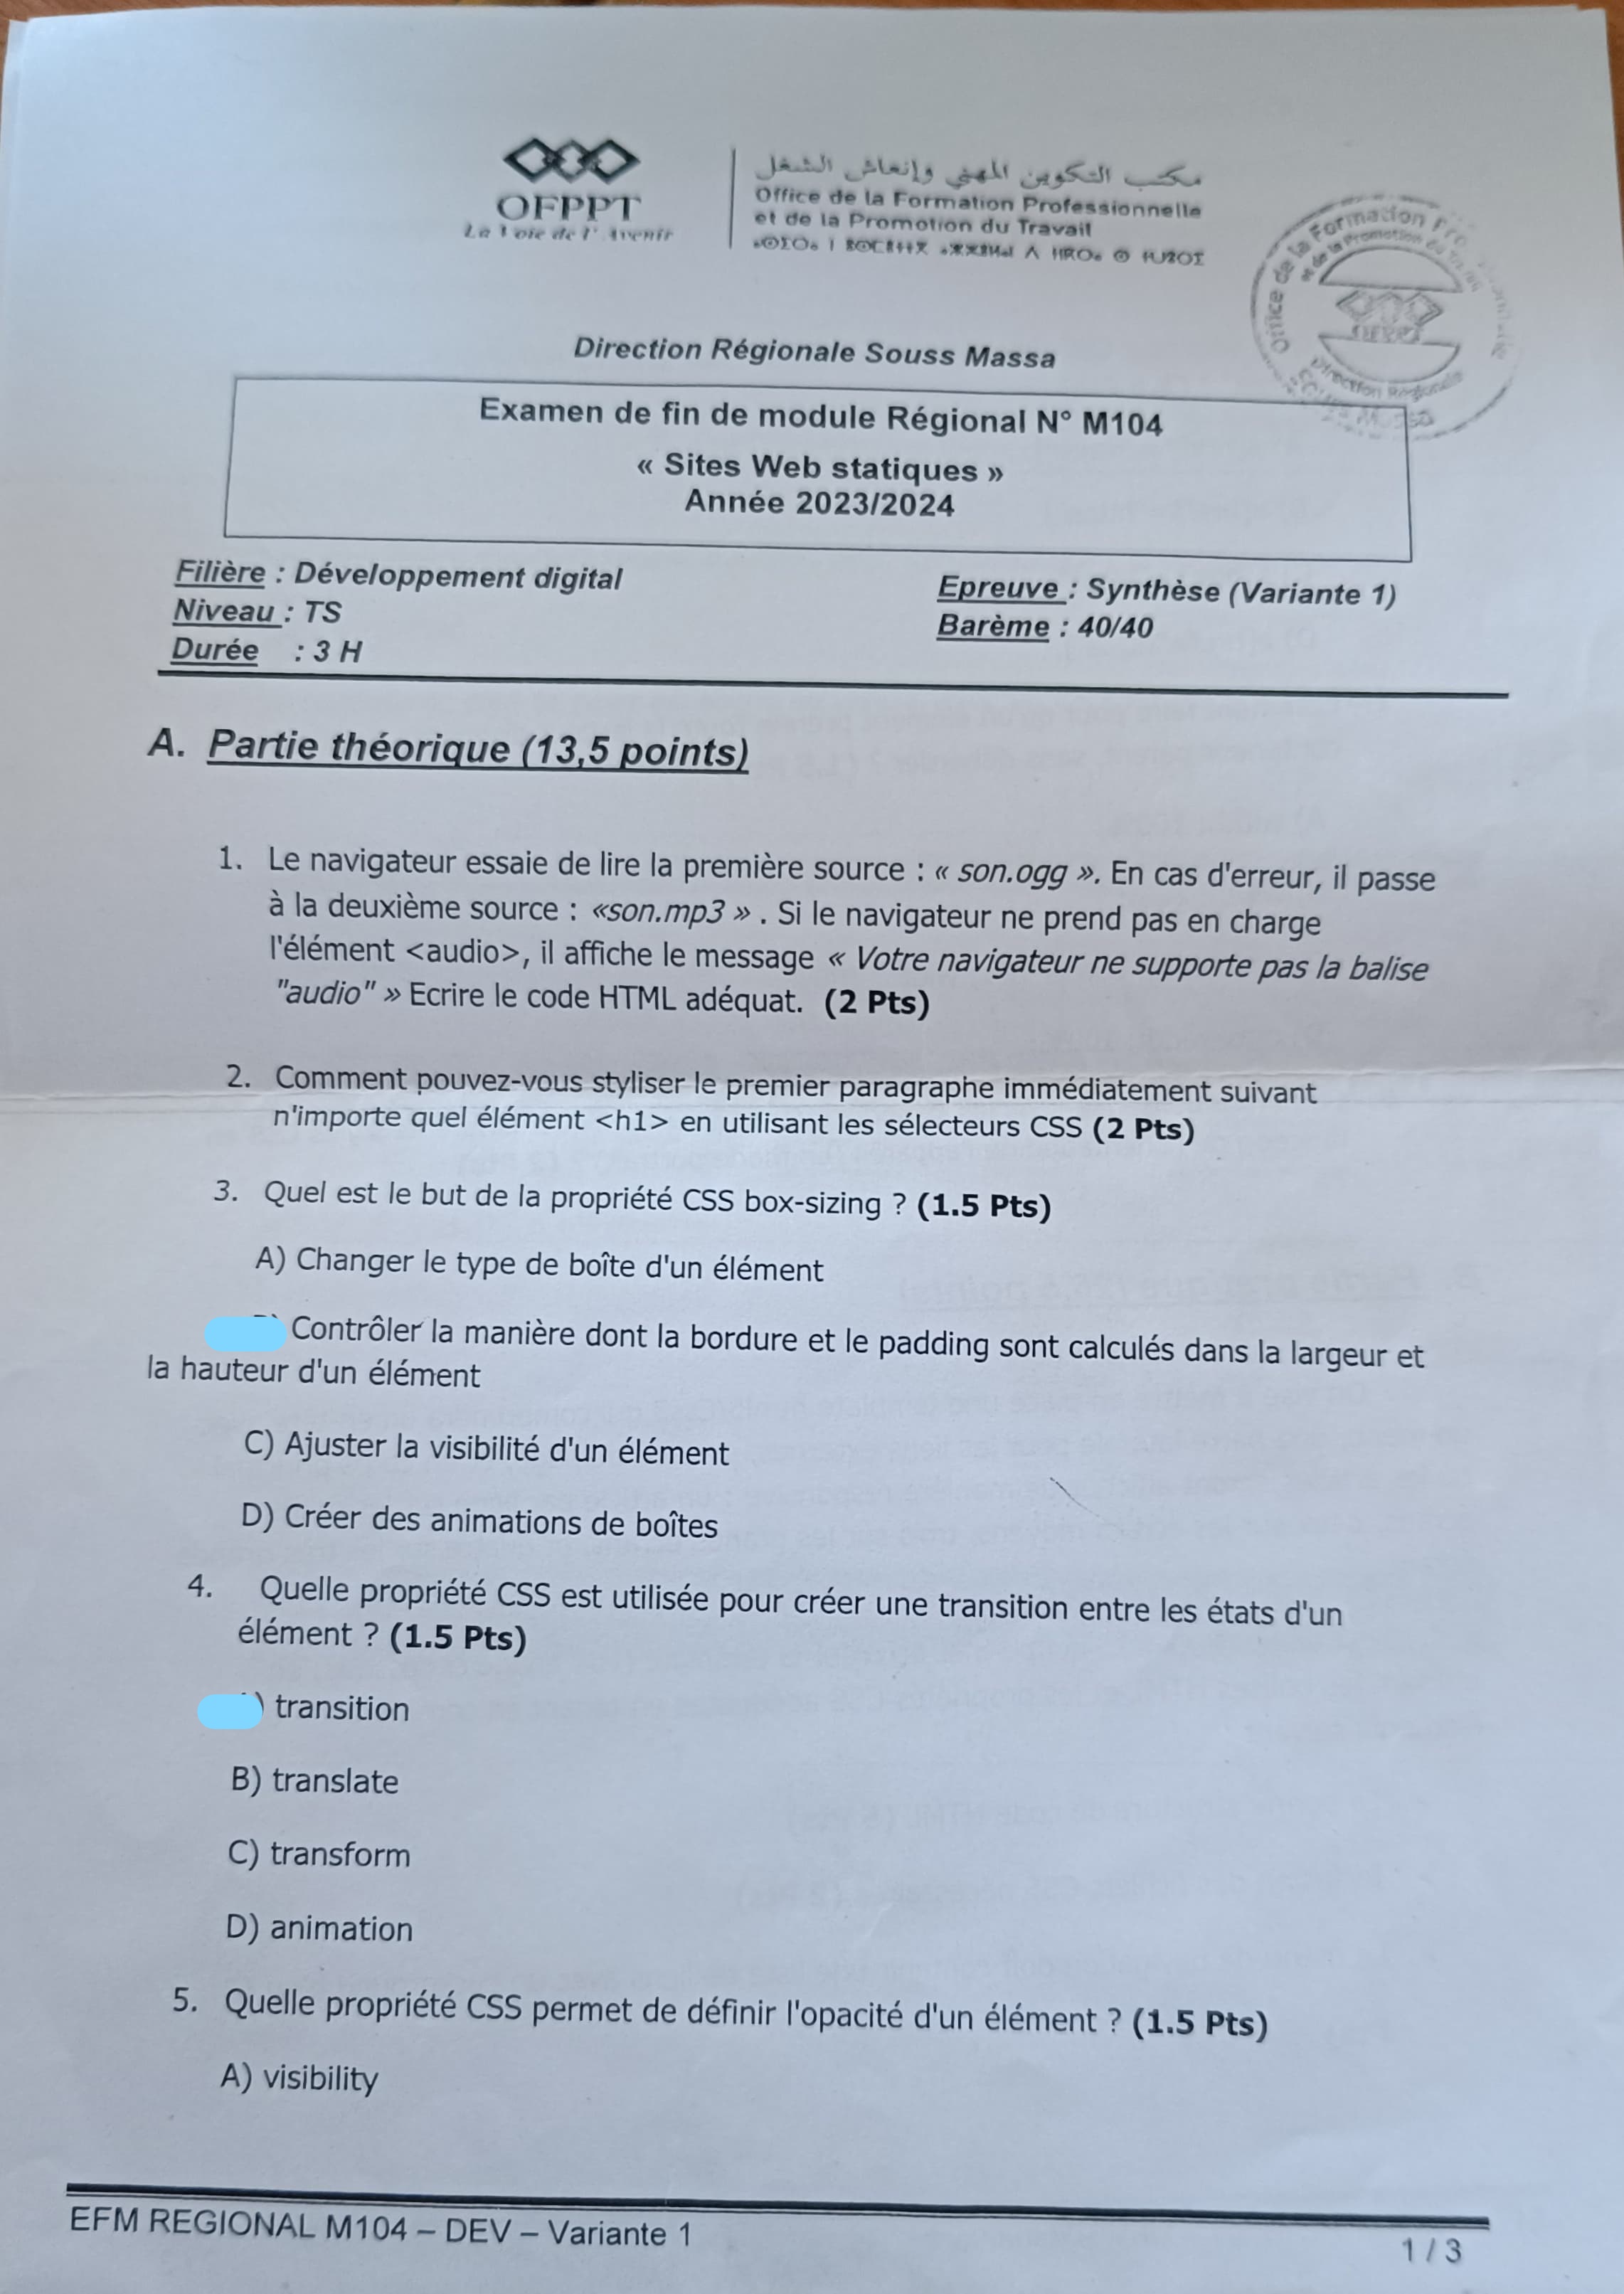 OFPPT
La Voie de l'Avenir
مكتب التكوين المهني وإنعاش الشغل
Office de la Formation Professionnelle
et de la Promotion du Travail
Office de la Formation Pro
et de la Promotion du
OFPPT
Direction Régionale
Direction Régionale Souss Massa
Examen de fin de module Régional N° M104
« Sites Web statiques »
Année 2023/2024
Filière : Développement digital
Niveau : TS
Durée : 3 H
Epreuve : Synthèse (Variante 1)
Barème : 40/40
A. Partie théorique (13,5 points)
1. Le navigateur essaie de lire la première source : « son.ogg ». En cas d'erreur, il passe
à la deuxième source : «son.mp3 » . Si le navigateur ne prend pas en charge
l'élément <audio>, il affiche le message « Votre navigateur ne supporte pas la balise
"audio" » Ecrire le code HTML adéquat. (2 Pts)
2. Comment pouvez-vous styliser le premier paragraphe immédiatement suivant
n'importe quel élément <h1> en utilisant les sélecteurs CSS (2 Pts)
3. Quel est le but de la propriété CSS box-sizing ? (1.5 Pts)
A) Changer le type de boîte d'un élément
Contrôler la manière dont la bordure et le padding sont calculés dans la largeur et
la hauteur d'un élément
C) Ajuster la visibilité d'un élément
D) Créer des animations de boîtes
4. Quelle propriété CSS est utilisée pour créer une transition entre les états d'un
élément ? (1.5 Pts)
) transition
B) translate
C) transform
D) animation
5. Quelle propriété CSS permet de définir l'opacité d'un élément ? (1.5 Pts)
A) visibility
EFM REGIONAL M104 – DEV – Variante 1
1 / 3